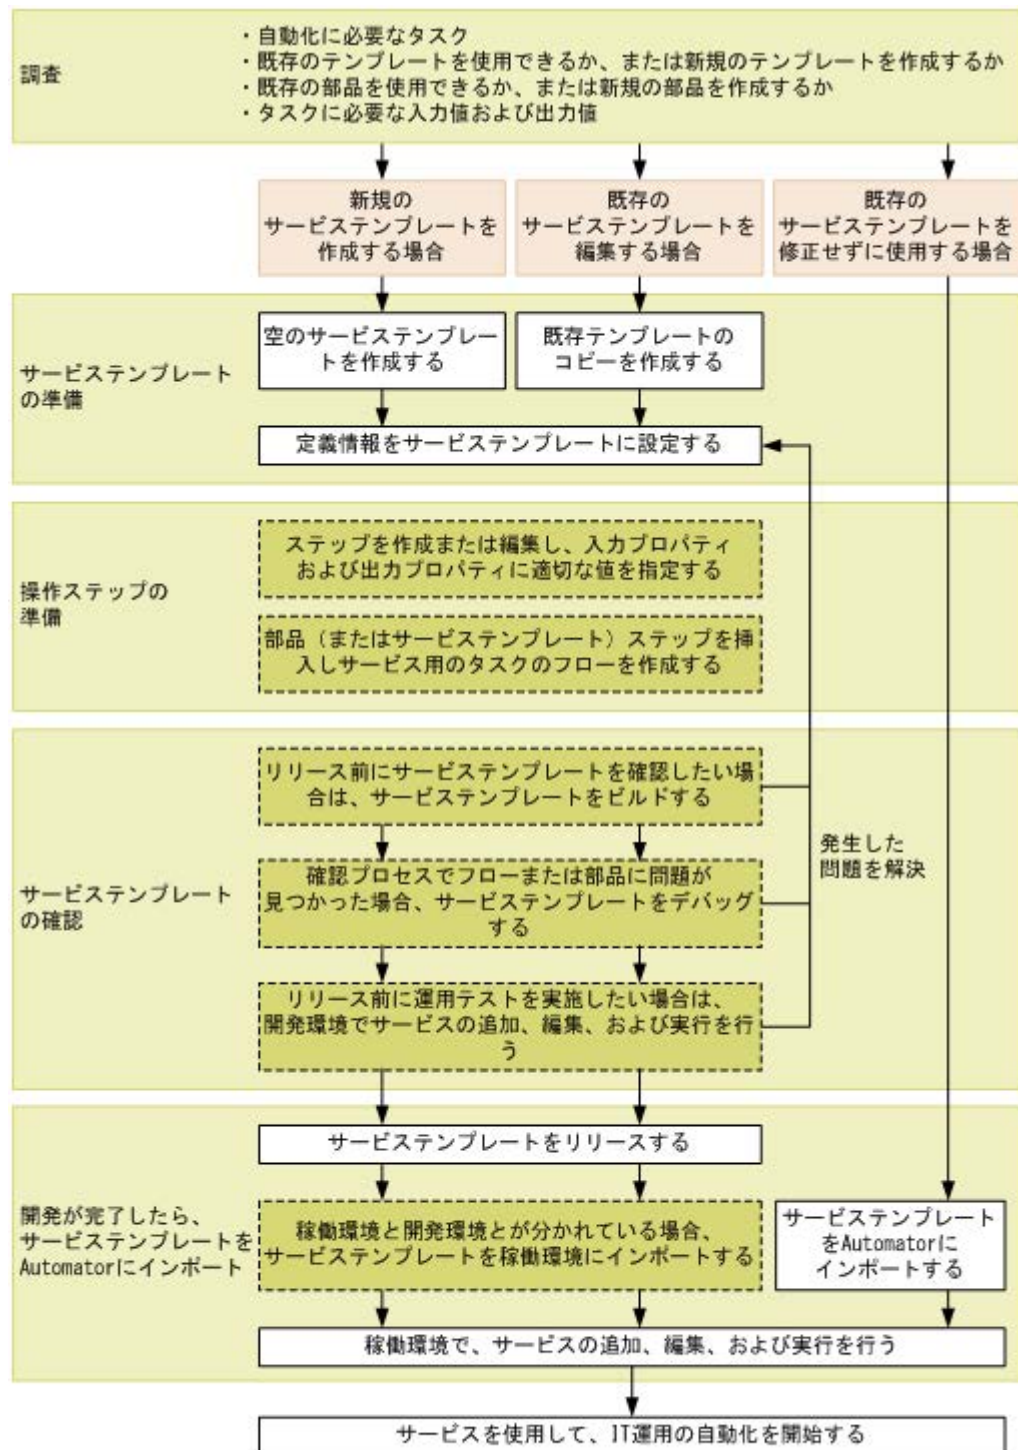 調査
・自動化に必要なタスク
・既存のテンプレートを使用できるか、または新規のテンプレートを作成するか
・既存の部品を使用できるか、または新規の部品を作成するか
・タスクに必要な入力値および出力値
新規の
サービステンプレートを
作成する場合
既存の
サービステンプレートを
編集する場合
既存の
サービステンプレートを
修正せずに使用する場合
サービステンプレート
の準備
空のサービステンプレー
トを作成する
既存テンプレートの
コピーを作成する
定義情報をサービステンプレートに設定する
操作ステップの
準備
ステップを作成または編集し、入力プロパティ
および出力プロパティに適切な値を指定する
部品（またはサービステンプレート）ステップを挿
入しサービス用のタスクのフローを作成する
サービステンプレート
の確認
リリース前にサービステンプレートを確認したい場
合は、サービステンプレートをビルドする
確認プロセスでフローまたは部品に問題が
見つかった場合、サービステンプレートをデバッグ
する
リリース前に運用テストを実施したい場合は、
開発環境でサービスの追加、編集、および実行を行
う
発生した
問題を解決
開発が完了したら、
サービステンプレートを
Automatorにインポート
サービステンプレートをリリースする
稼働環境と開発環境とが分かれている場合、
サービステンプレートを稼働環境にインポートする
サービステンプレート
をAutomatorに
インポートする
稼働環境で、サービスの追加、編集、および実行を行う
サービスを使用して、IT運用の自動化を開始する